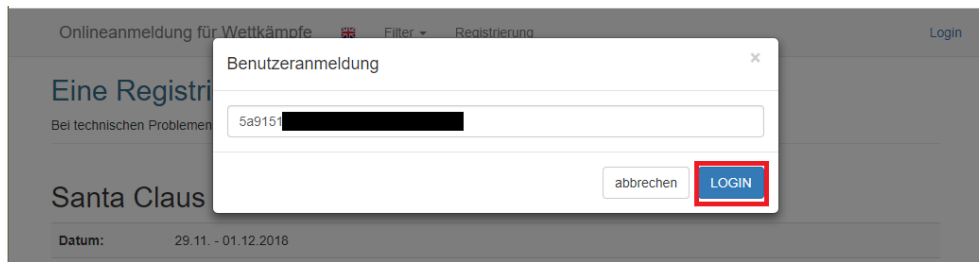 Onlineanmeldung für Wettkämpfe Filter Registrierung Login
Benutzeranmeldung ×
Eine Registri
5a9151
Bei technischen Problemen
abbrechen LOGIN
Santa Claus
Datum: 29.11. - 01.12.2018